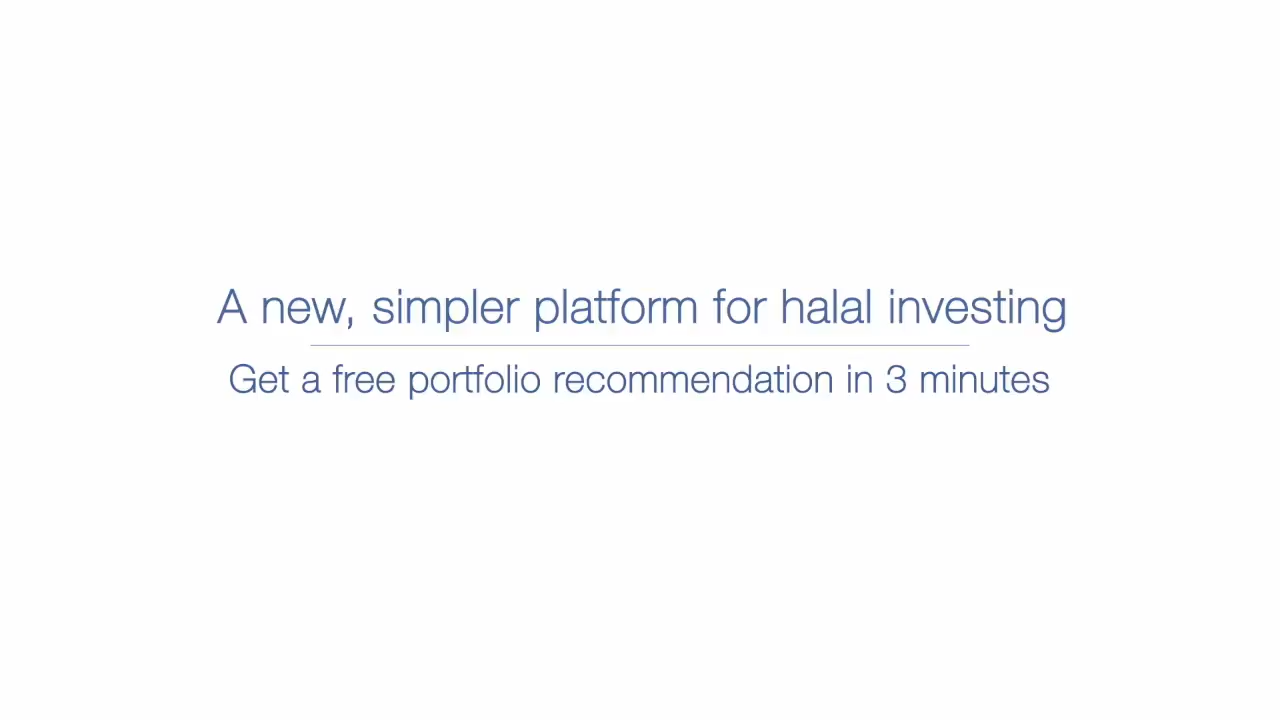 A new, simpler platform for halal investing
Get a free portfolio recommendation in 3 minutes